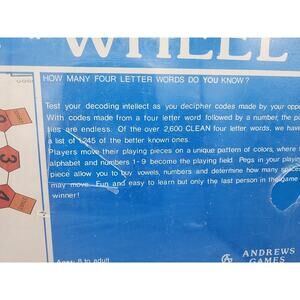 WHEEL
HOW MANY FOUR LETTER WORDS DO YOU KNOW?
Test your decoding intellect as you decipher codes made by your
With codes made from a four letter word followed by a number, the
ties are endless. Of the over 2,600 CLEAN four letter words, we
a list of 1,245 of the better known ones.
Players move their playing pieces on a unique pattern of colors, where
alphabet and numbers 1-9 become the playing field. Pegs in your
piece allow you to buy vowels, numbers and determine how many
may move. Fun and easy to learn but only the last person in the game
winner!
3
4
Ages: 8 to adult
ANDREWS
GAMES